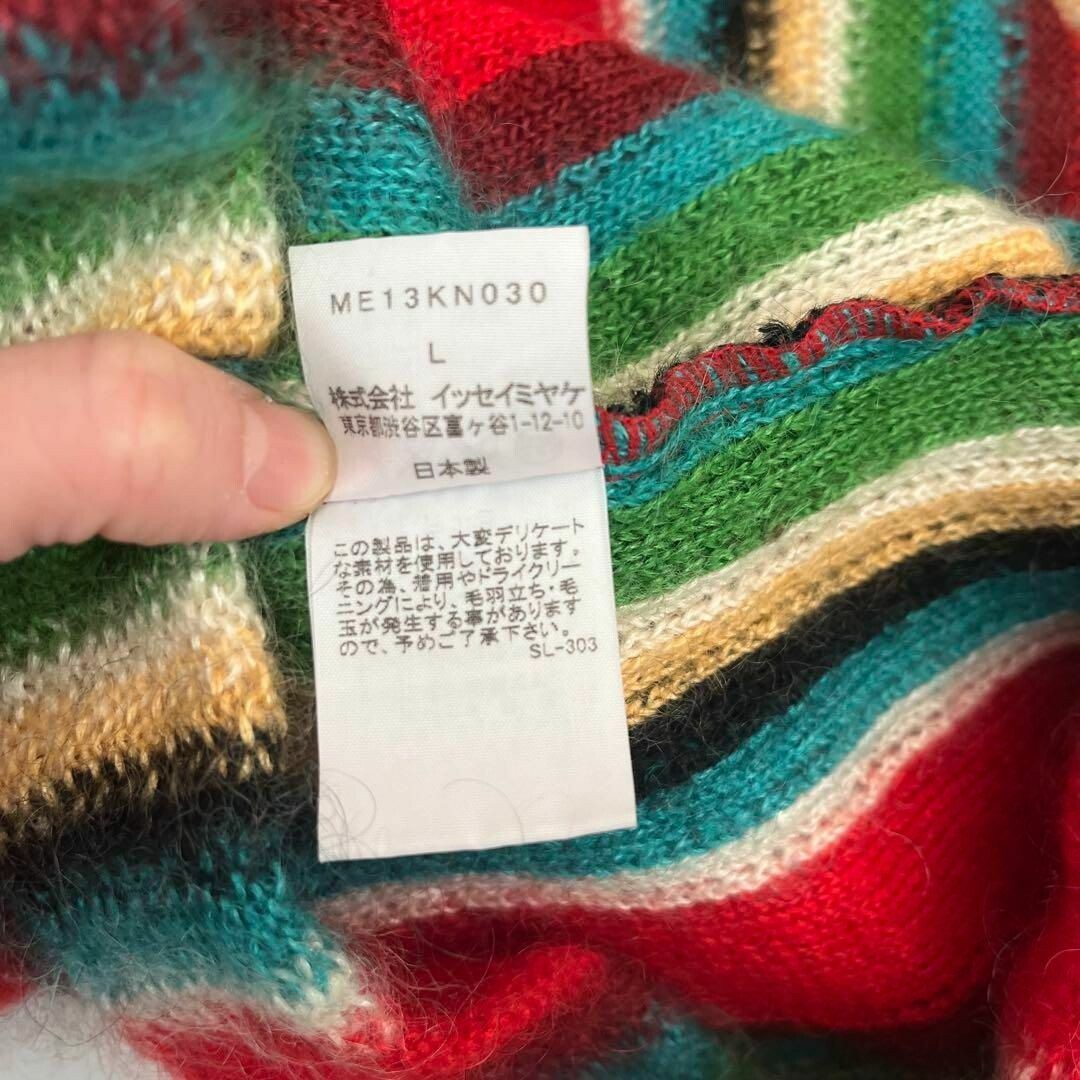 ME13KN030
L
株式会社 イッセイミヤケ
東京都渋谷区富ヶ谷1-12-10
日本製
この製品は、大変デリケート
な素材を使用しております。
その為、着用やドライクリー
ニングにより、毛羽立ち・毛
玉が発生する事があります
ので、予めご了承下さい。
SL-303